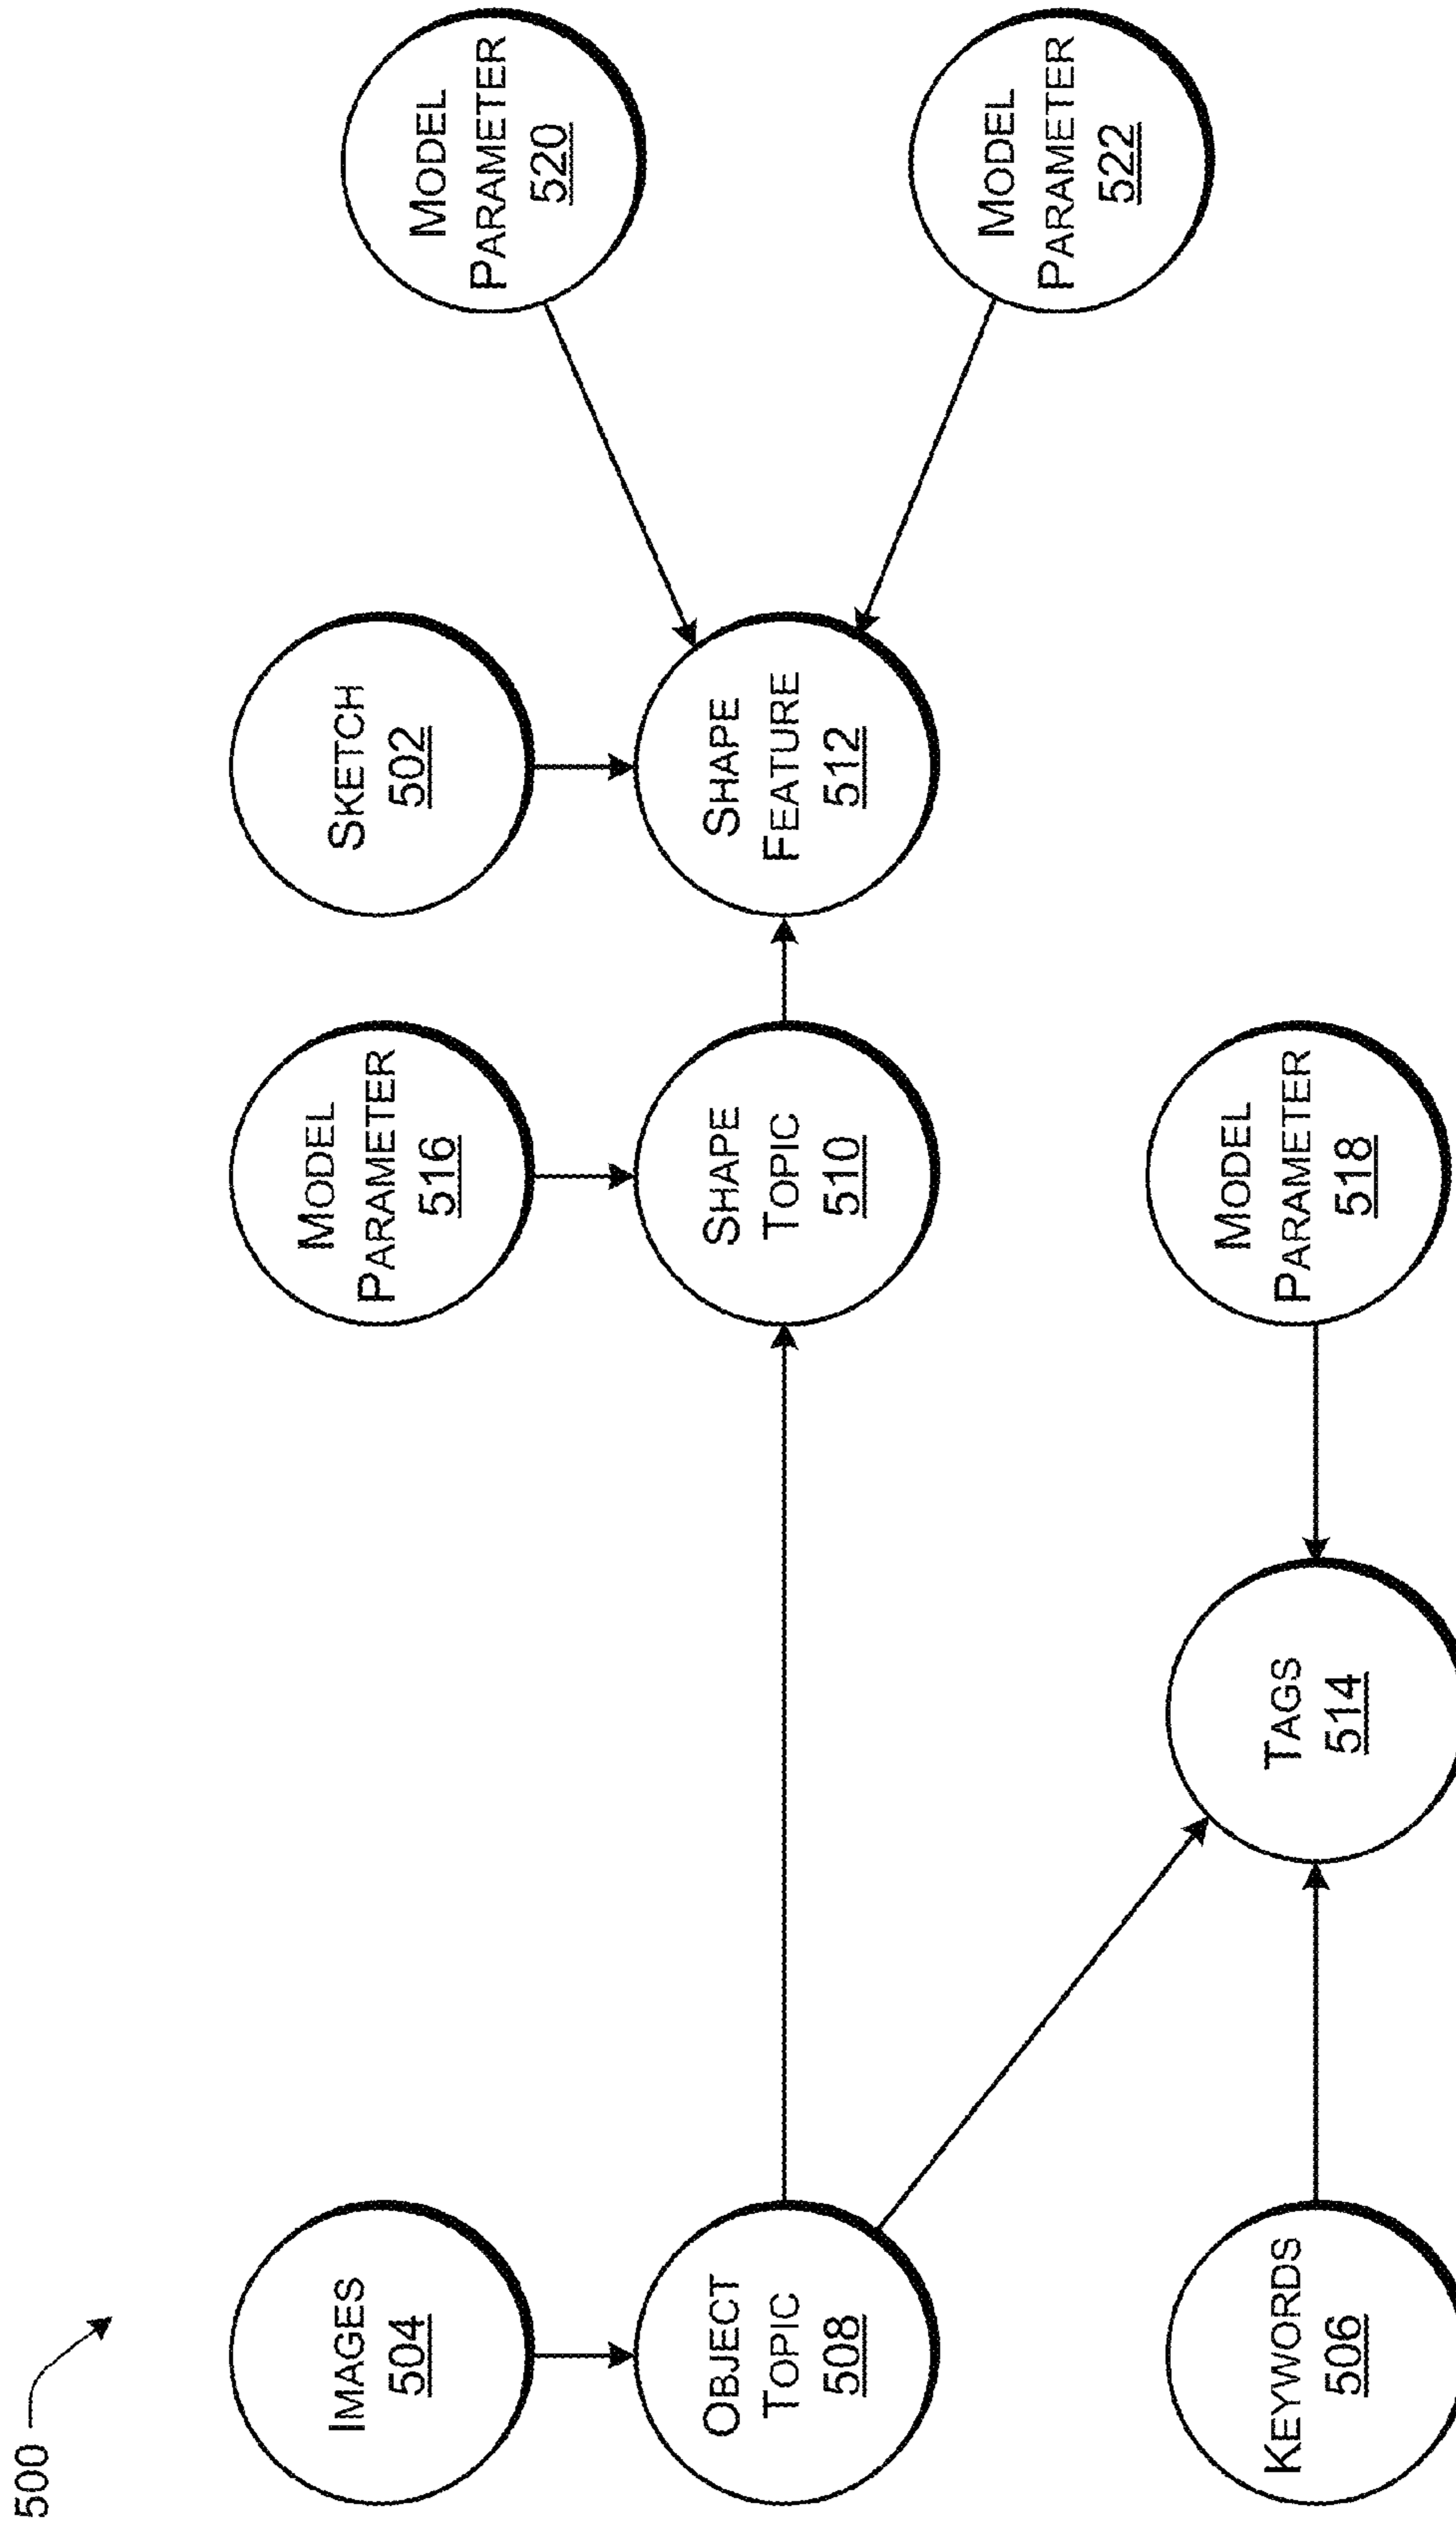 500
IMAGES
504
MODEL
PARAMETER
516
SKETCH
502
MODEL
PARAMETER
520
OBJECT
TOPIC
508
SHAPE
TOPIC
510
SHAPE
FEATURE
512
MODEL
PARAMETER
522
KEYWORDS
506
TAGS
514
MODEL
PARAMETER
518